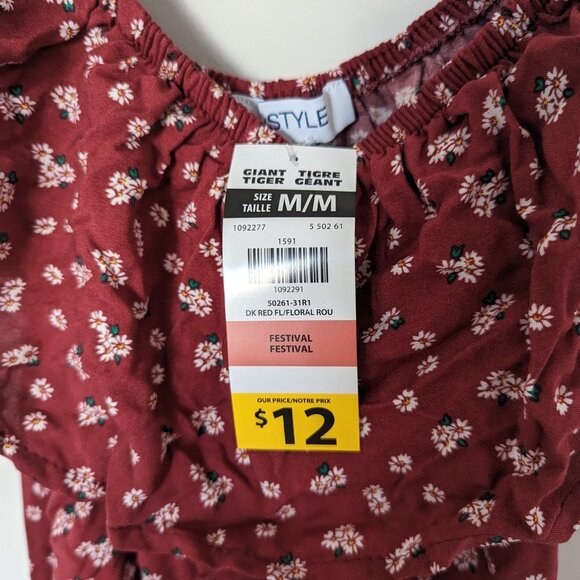 STYLE
GIANT TIGRE
TIGER GÉANT
SIZE
TAILLE M/M
1092277 5 502 61
1591
1092291
50261-31R1
DK RED FL/FLORAL ROU
FESTIVAL
FESTIVAL
OUR PRICE/NOTRE PRIX
$12